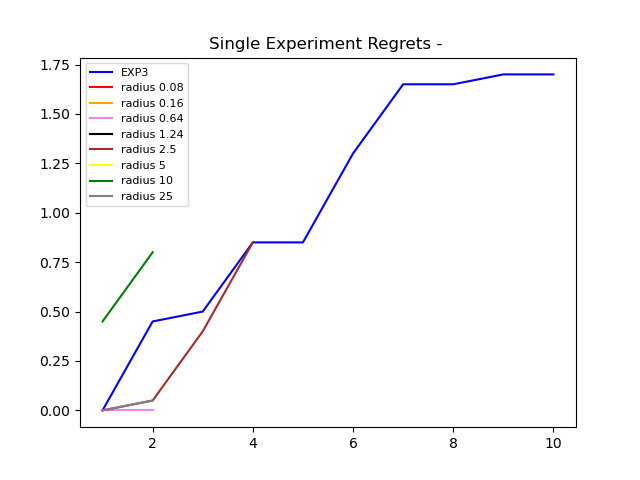 Single Experiment Regrets -
EXP3
radius 0.08
radius 0.16
radius 0.64
radius 1.24
radius 2.5
radius 5
radius 10
radius 25
1.75
1.50
1.25
1.00
0.75
0.50
0.25
0.00
2 4 6 8 10